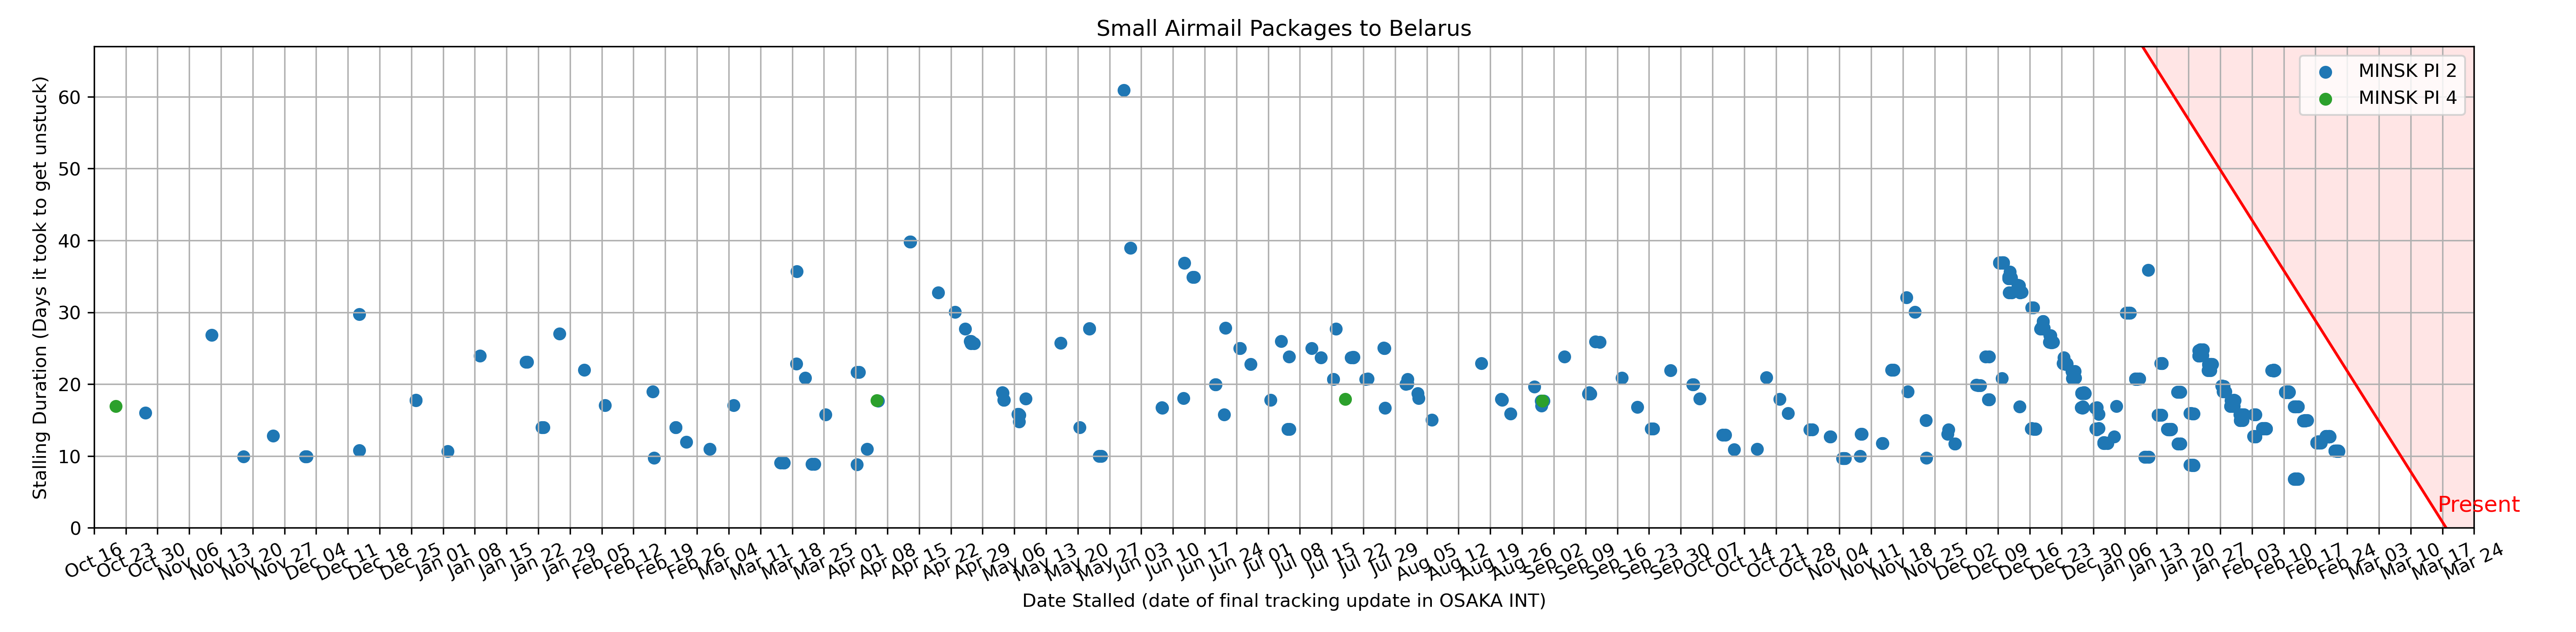 Small Airmail Packages to Belarus
Stalling Duration (Days it took to get unstuck)
60
50
40
30
20
10
0
MINSK PI 2
MINSK PI 4
Present
Oct 16
Oct 23
Oct 30
Nov 06
Nov 13
Nov 20
Nov 27
Dec 04
Dec 11
Dec 18
Dec 25
Jan 01
Jan 08
Jan 15
Jan 22
Jan 29
Feb 05
Feb 12
Feb 19
Feb 26
Mar 04
Mar 11
Mar 18
Mar 25
Apr 01
Apr 08
Apr 15
Apr 22
Apr 29
May 06
May 13
May 20
May 27
Jun 03
Jun 10
Jun 17
Jun 24
Jul 01
Jul 08
Jul 15
Jul 22
Jul 29
Aug 05
Aug 12
Aug 19
Aug 26
Sep 02
Sep 09
Sep 16
Sep 23
Sep 30
Oct 07
Oct 14
Oct 21
Oct 28
Nov 04
Nov 11
Nov 18
Nov 25
Dec 02
Dec 09
Dec 16
Dec 23
Dec 30
Jan 06
Jan 13
Jan 20
Jan 27
Feb 03
Feb 10
Feb 17
Feb 24
Mar 03
Mar 10
Mar 17
Mar 24
Date Stalled (date of final tracking update in OSAKA INT)